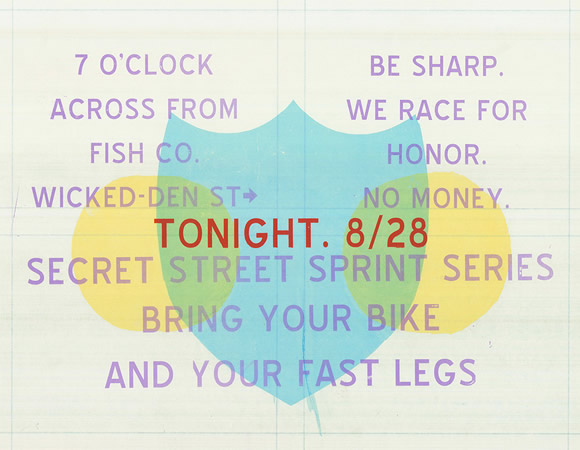 7 O'CLOCK
ACROSS FROM
FISH CO.
WICKED-DEN ST→
BE SHARP.
WE RACE FOR
HONOR.
NO MONEY.
TONIGHT. 8/28
SECRET STREET SPRINT SERIES
BRING YOUR BIKE
AND YOUR FAST LEGS